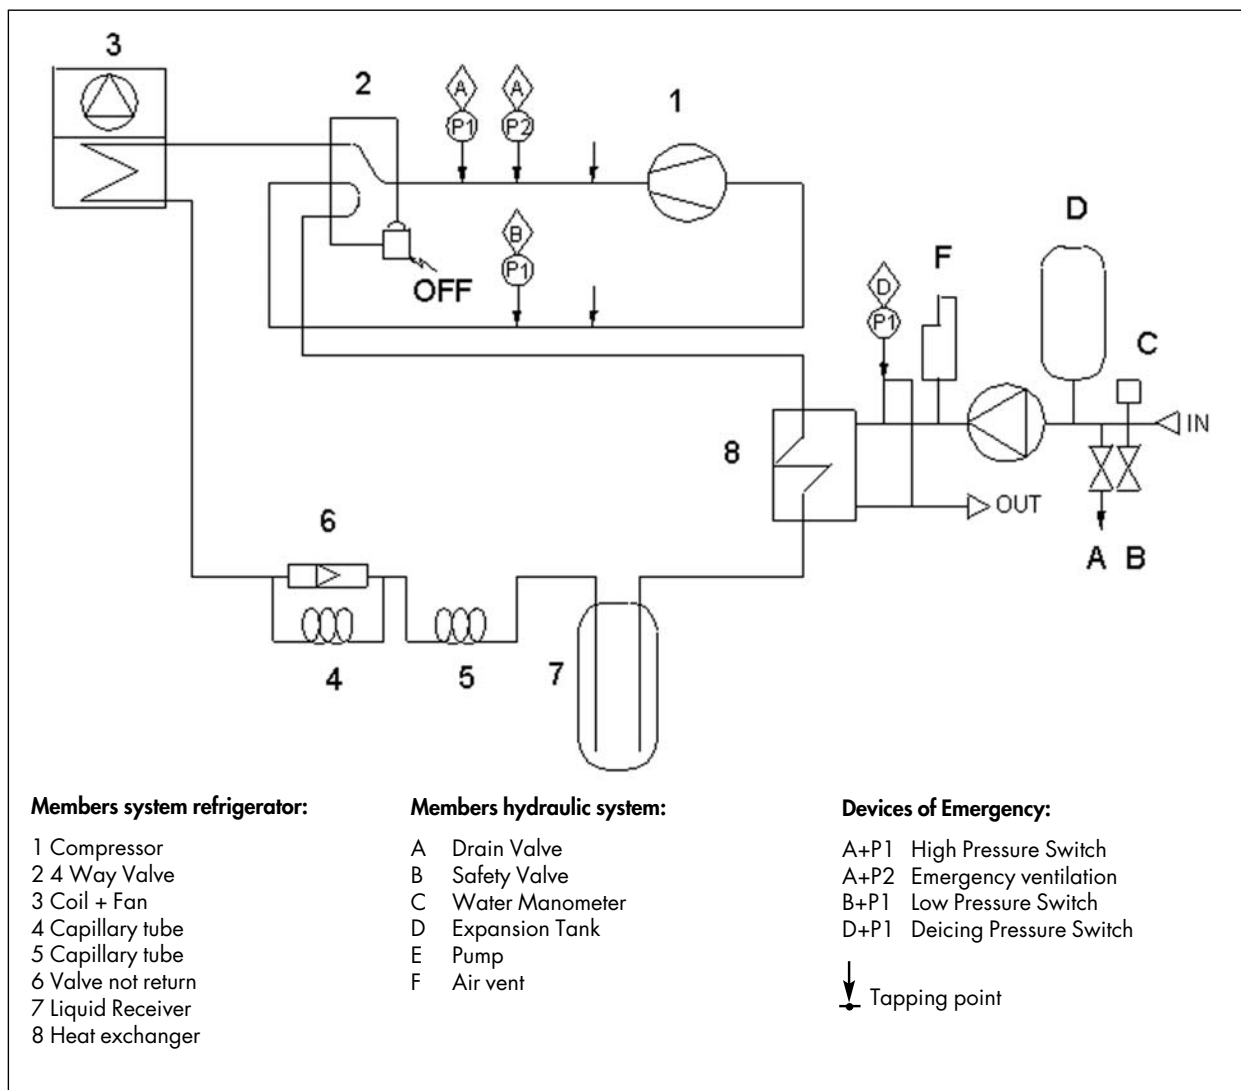 3
2
A
A
1
P1
P2
B
P1
OFF
D
F
D
P1
C
IN
8
OUT
6
A
B
4
5
7
Members system refrigerator:
1 Compressor
2 4 Way Valve
3 Coil + Fan
4 Capillary tube
5 Capillary tube
6 Valve not return
7 Liquid Receiver
8 Heat exchanger
Members hydraulic system:
A Drain Valve
B Safety Valve
C Water Manometer
D Expansion Tank
E Pump
F Air vent
Devices of Emergency:
A+P1 High Pressure Switch
A+P2 Emergency ventilation
B+P1 Low Pressure Switch
D+P1 Deicing Pressure Switch
Tapping point